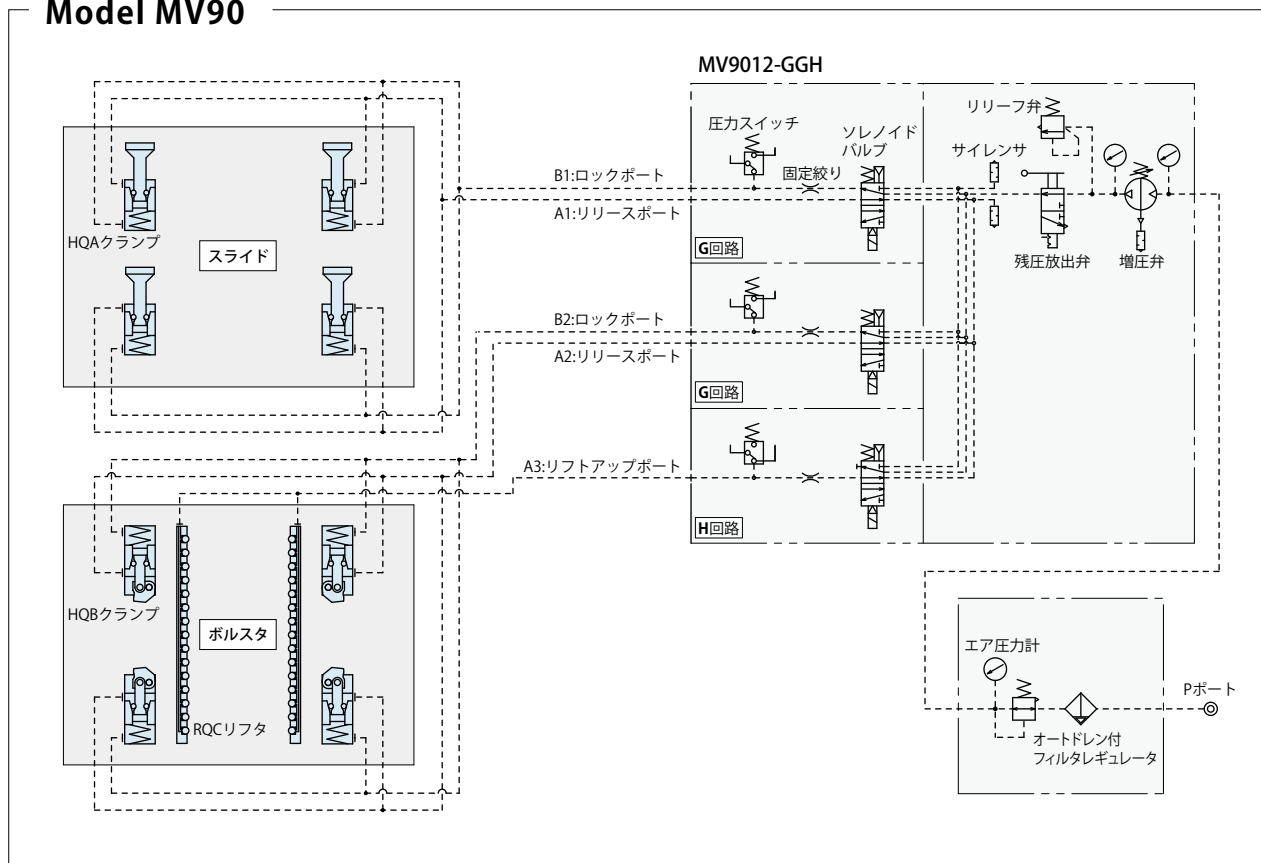 Model MV90
MV9012-GGH
リリーフ弁
圧力スイッチ
ソレノイド
バルブ
サイレンサ
固定絞り
B1:ロックポート
A1:リリースポート
HQAクランプ
スライド
G回路
残圧放出弁
増圧弁
B2:ロックポート
A2:リリースポート
G回路
A3:リフトアップポート
H回路
HQBクランプ
ボルスタ
RQCリフタ
エア圧力計
Pポート
オートドレン付
フィルタレギュレータ